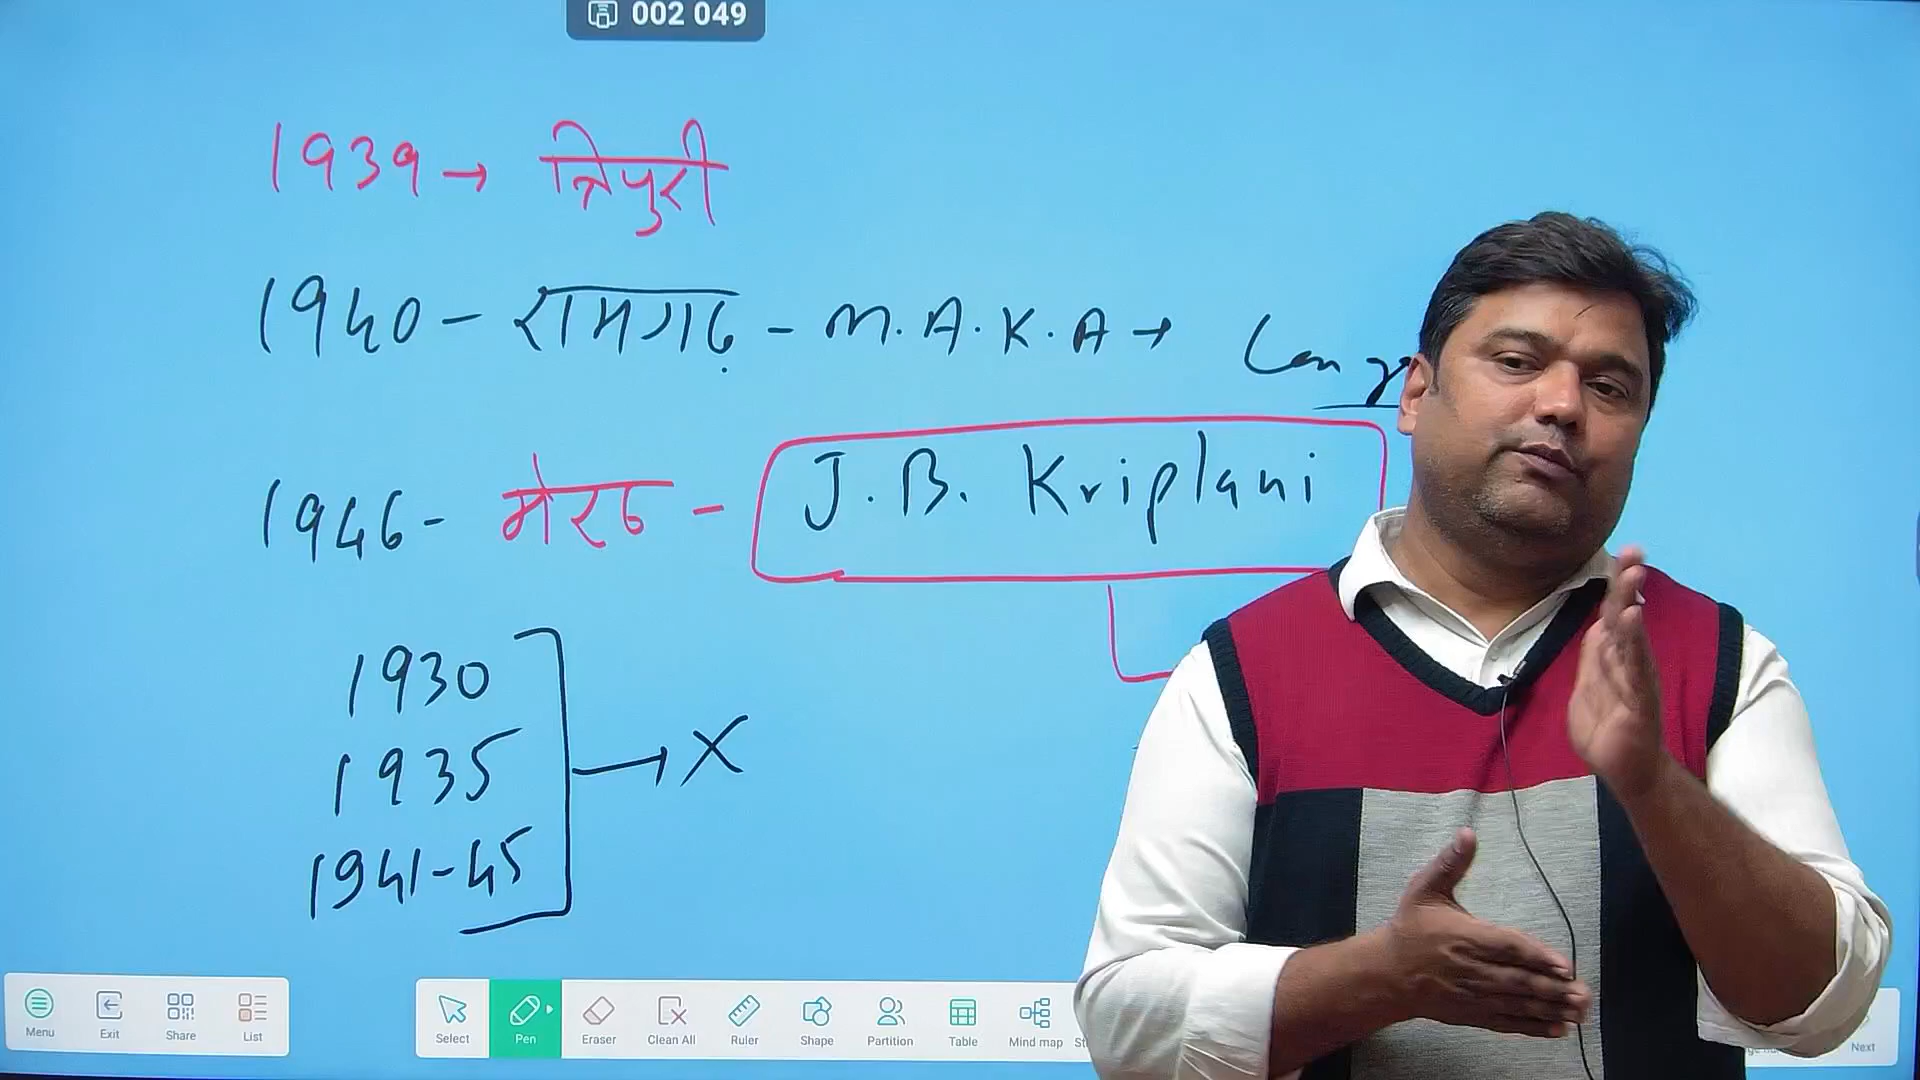 002 049
1939 → त्रिपुरी
1940 - रामगढ़ - M.A.K.A →
1946 - मेरठ - J.B. Kriplani
1930
1935
1941-45
→ X
Menu Exit Share List Select Pen Eraser Clean All Ruler Shape Partition Table Mind map Next